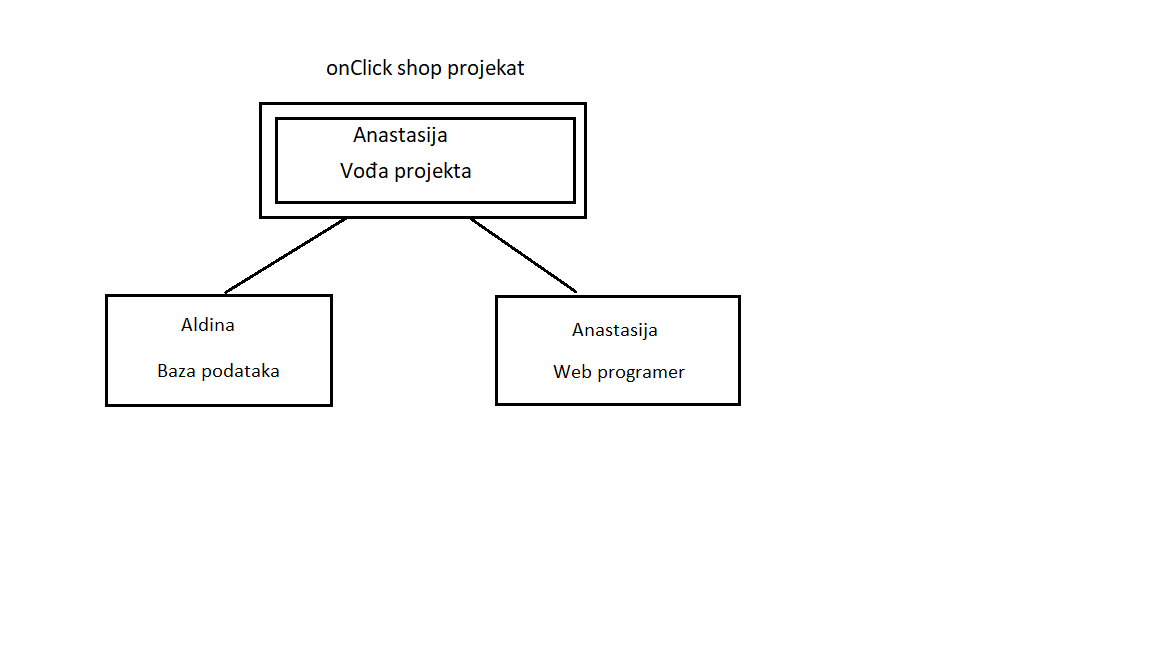 onClick shop projekat
Anastasija
Vođa projekta
Aldina
Baza podataka
Anastasija
Web programer